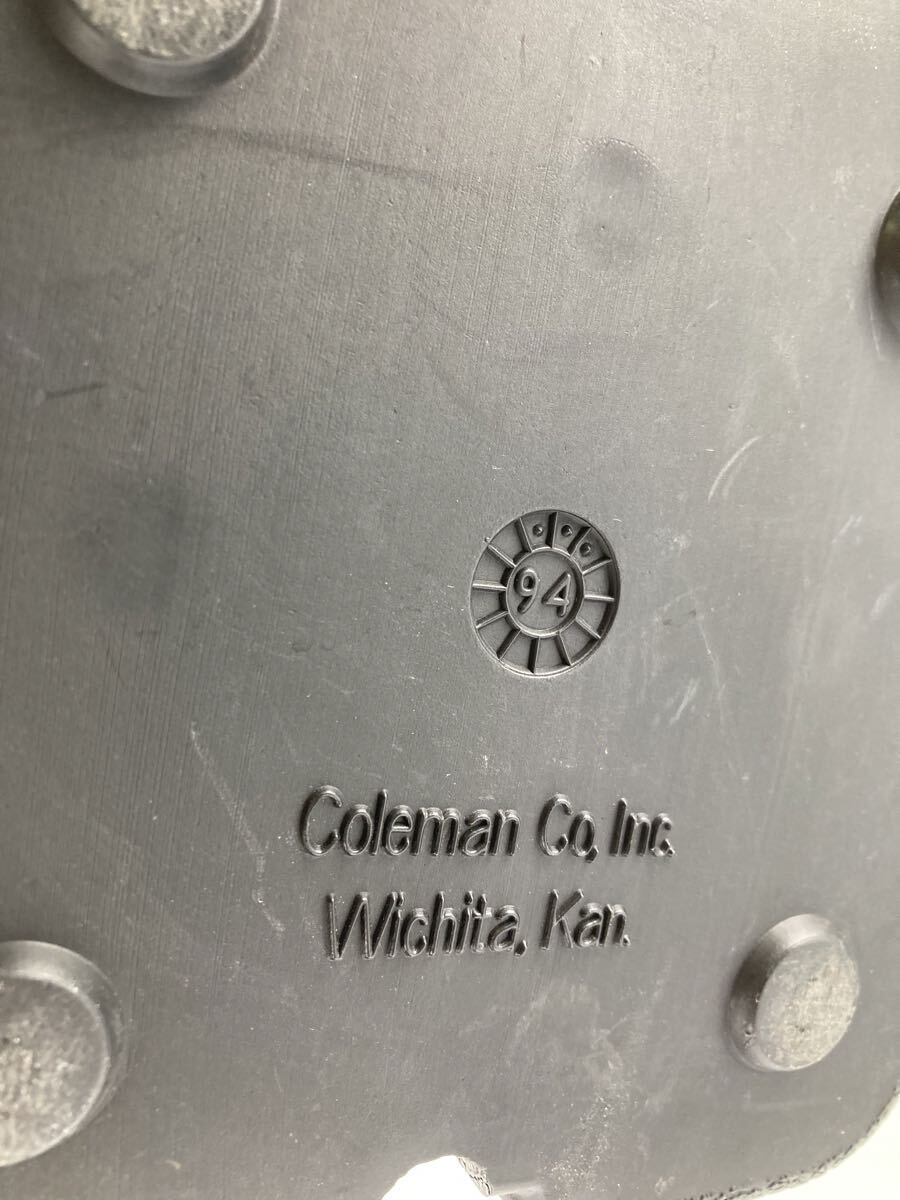 94
Coleman Co, Inc.
Wichita, Kan.